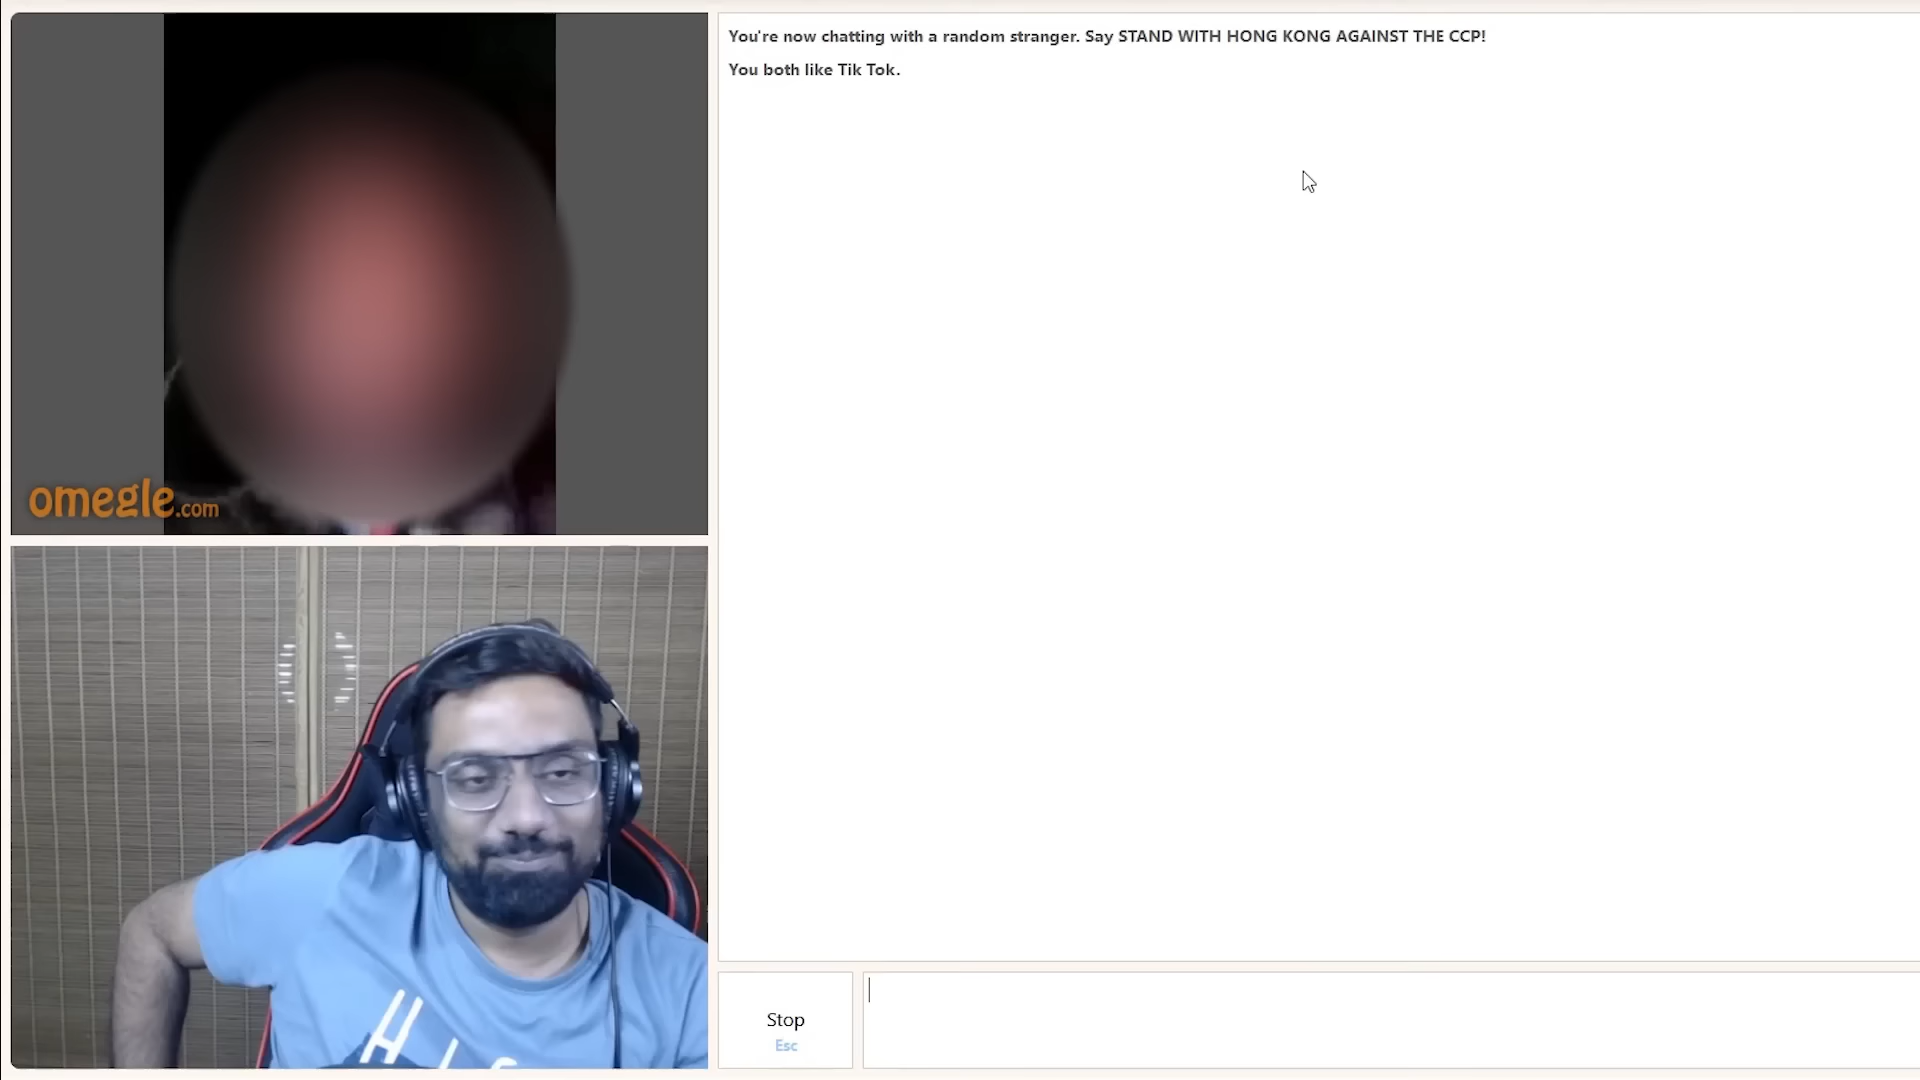 You're now chatting with a random stranger. Say STAND WITH HONG KONG AGAINST THE CCP!
You both like Tik Tok.
omegle.com
Stop
Esc